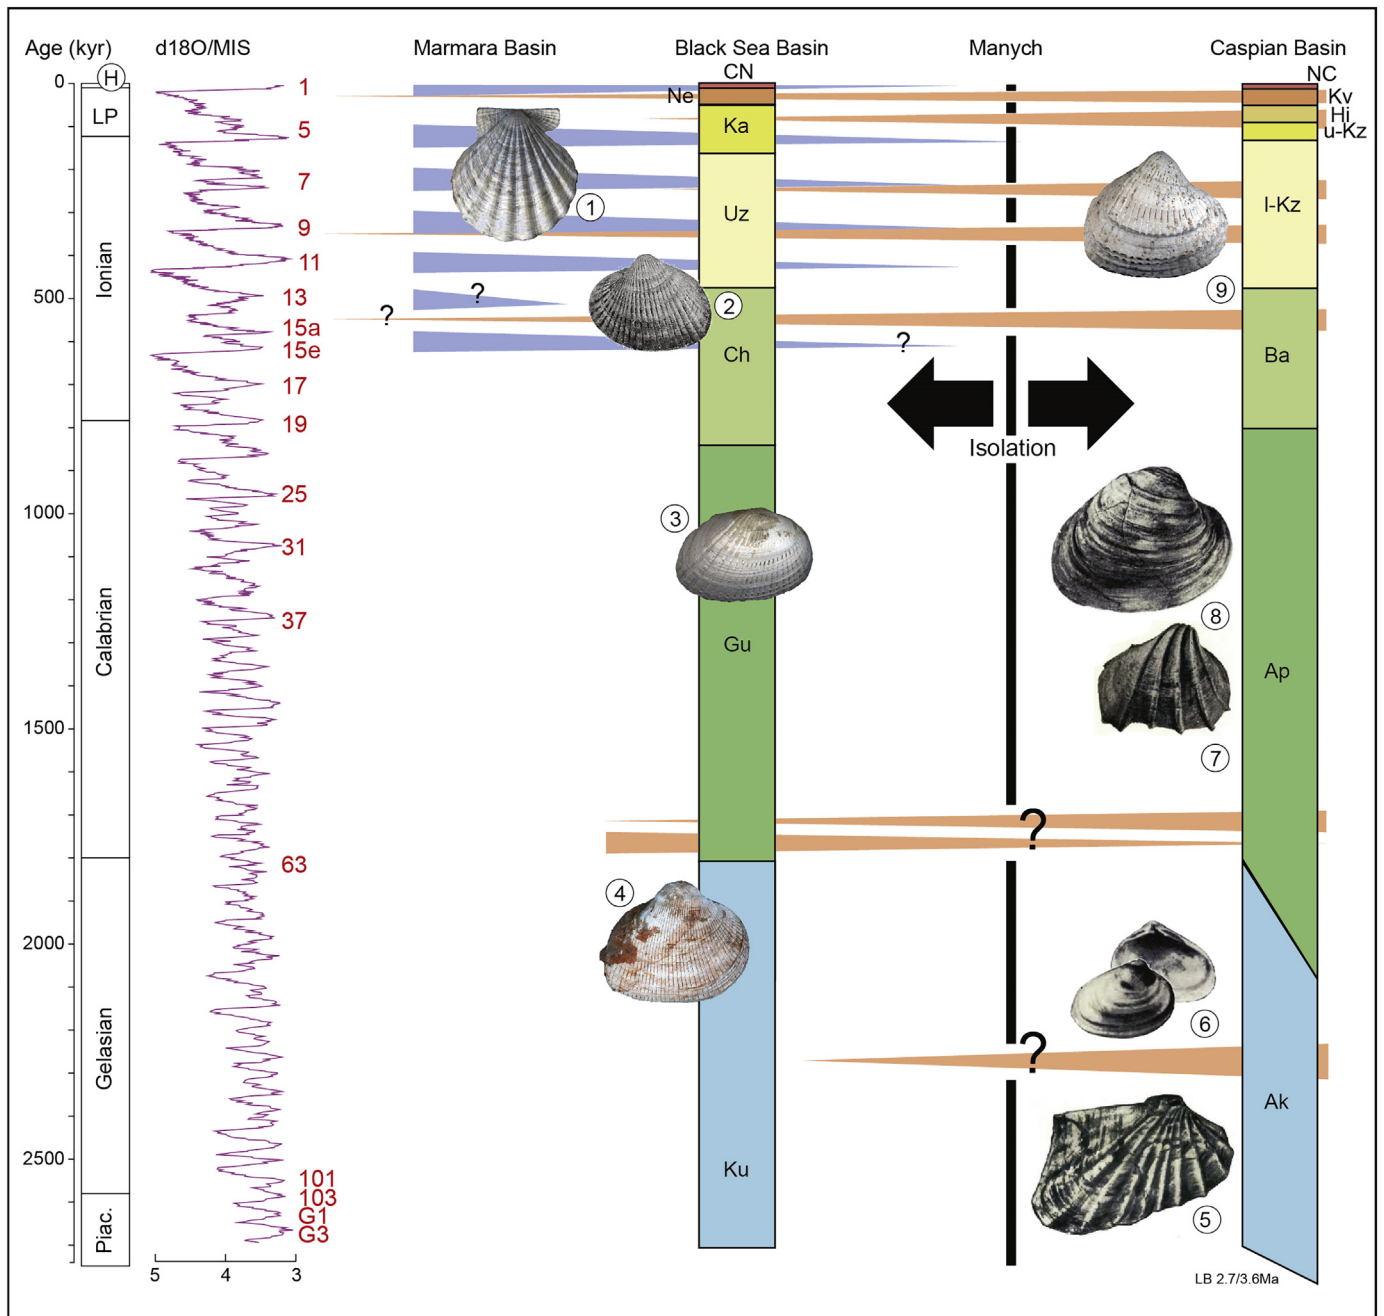 Age (kyr) d18O/MIS Marmara Basin Black Sea Basin Manych Caspian Basin
CN NC
0 H 1
Ne Kv
LP Hi
5 Ka u-Kz
7
1 Uz l-Kz
9
11
9
13 ? 2
500
Ionian
? 15a
15e ?
Ch Ba
17
19
Isolation
25
1000
3
31
8
37
Calabrian Gu Ap
1500
7
?
63
4
2000
6
Gelasian ?
Ak
2500 Ku
101
103
G1 5
Piac. G3
5 4 3
LB 2.7/3.6Ma